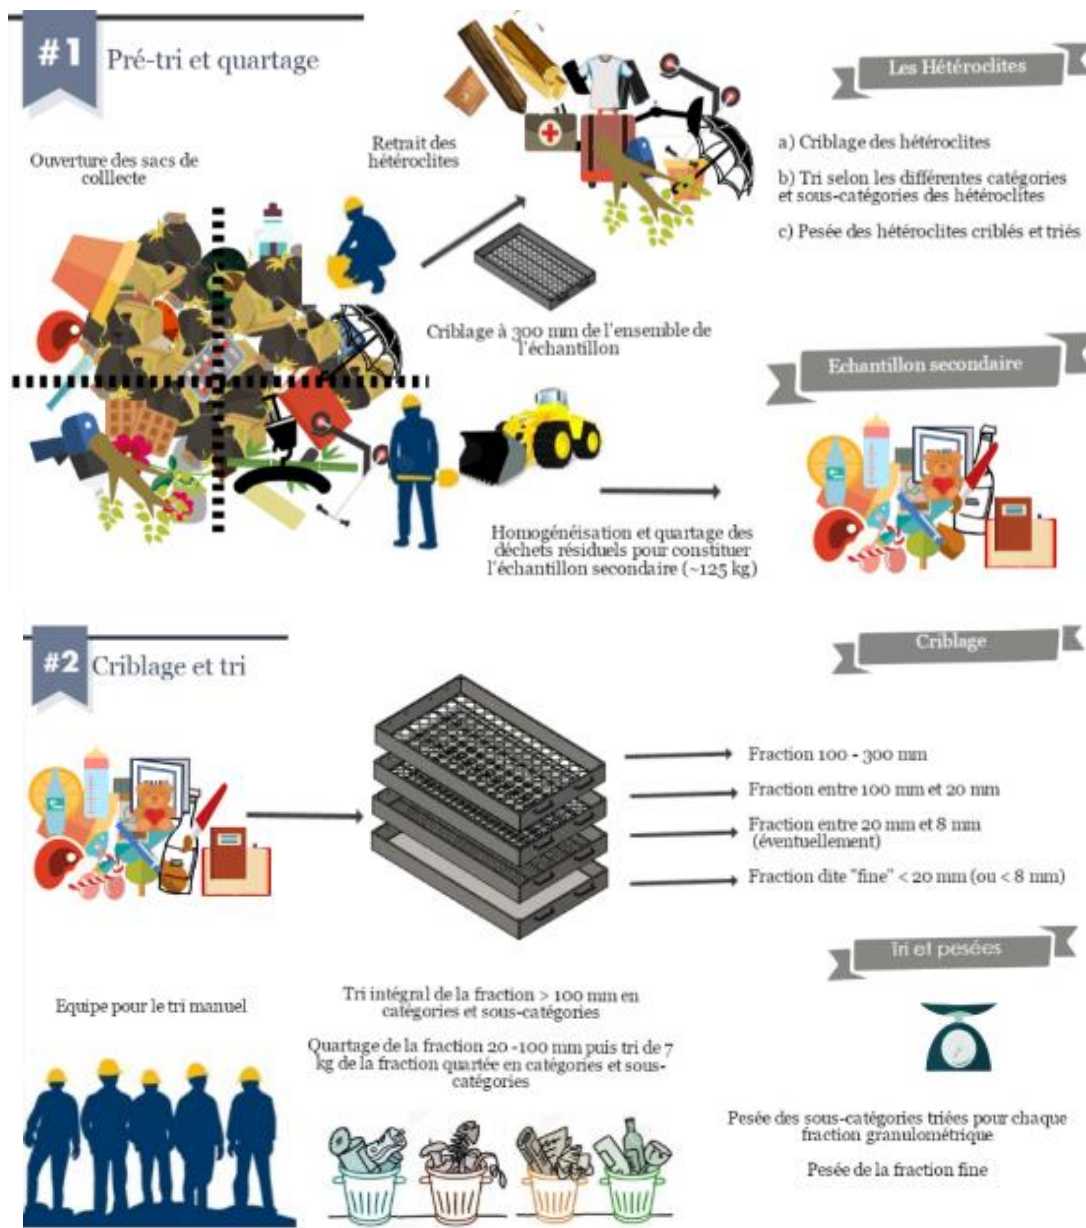 #1
Pré-tri et quartage
Ouverture des sacs de
colllecte
Retrait des
hétéroclites
Criblage à 300 mm de l'ensemble de
l'échantillon
Les Hétéroclites
a) Criblage des hétéroclites
b) Tri selon les différentes catégories
et sous-catégories des hétéroclites
c) Pesée des hétéroclites criblés et triés
Echantillon secondaire
Homogénéisation et quartage des
déchets résiduels pour constituer
l'échantillon secondaire (~125 kg)
#2
Criblage et tri
Criblage
Fraction 100 - 300 mm
Fraction entre 100 mm et 20 mm
Fraction entre 20 mm et 8 mm
(éventuellement)
Fraction dite "fine" < 20 mm (ou < 8 mm)
Equipe pour le tri manuel
Tri intégral de la fraction > 100 mm en
catégories et sous-catégories
Quartage de la fraction 20 -100 mm puis tri de 7
kg de la fraction quartée en catégories et sous-
catégories
Tri et pesées
Pesée des sous-catégories triées pour chaque
fraction granulométrique
Pesée de la fraction fine